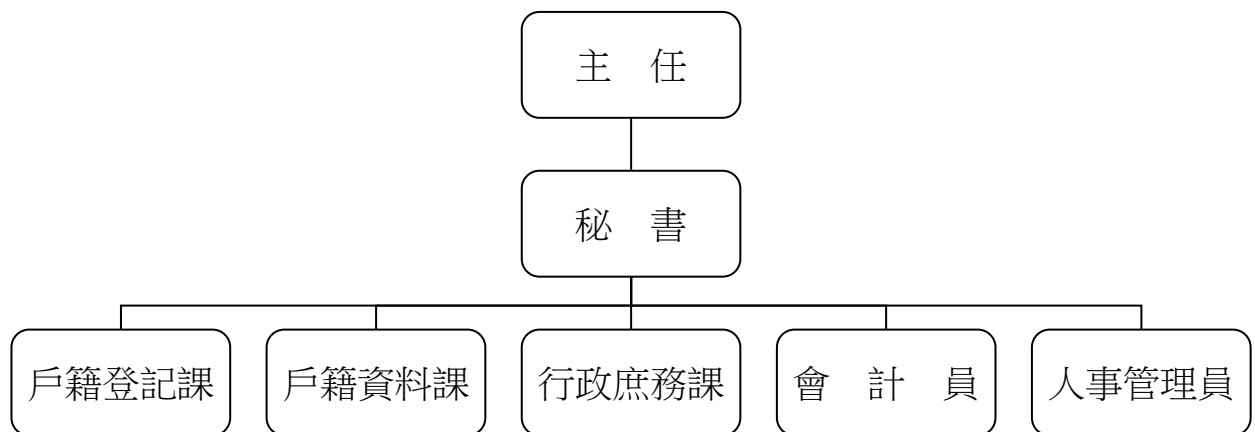 主　任
秘　書
戶籍登記課
戶籍資料課
行政庶務課
會　計　員
人事管理員